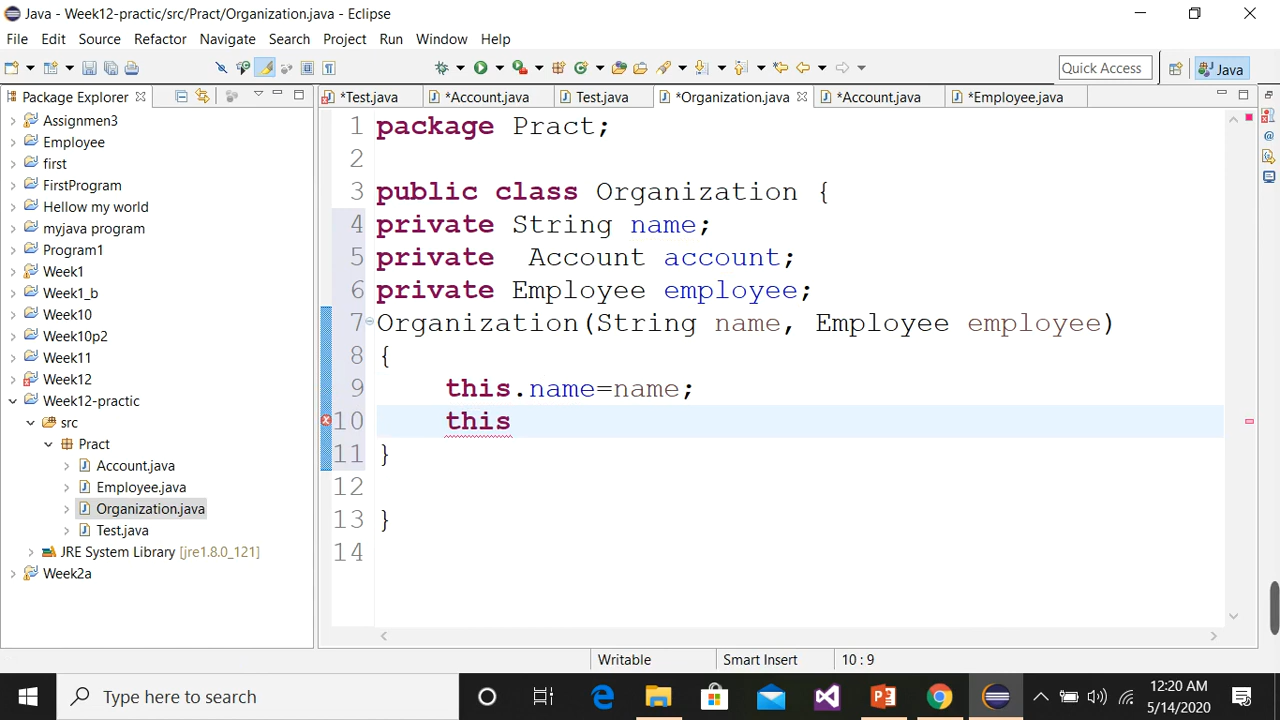 Java - Week12-practic/src/Pract/Organization.java - Eclipse
File Edit Source Refactor Navigate Search Project Run Window Help
Quick Access Java
Package Explorer *Test.java *Account.java Test.java *Organization.java *Account.java *Employee.java
Assignmen3
Employee
first
FirstProgram
Hellow my world
myjava program
Program1
Week1
Week1_b
Week10
Week10p2
Week11
Week12
Week12-practic
src
Pract
Account.java
Employee.java
Organization.java
Test.java
JRE System Library [jre1.8.0_121]
Week2a
1 package Pract;
2
3 public class Organization {
4 private String name;
5 private  Account account;
6 private Employee employee;
7 Organization(String name, Employee employee)
8 {
9 this.name=name;
10 this
11 }
12
13 }
14
Writable Smart Insert 10 : 9
Type here to search
12:20 AM
5/14/2020